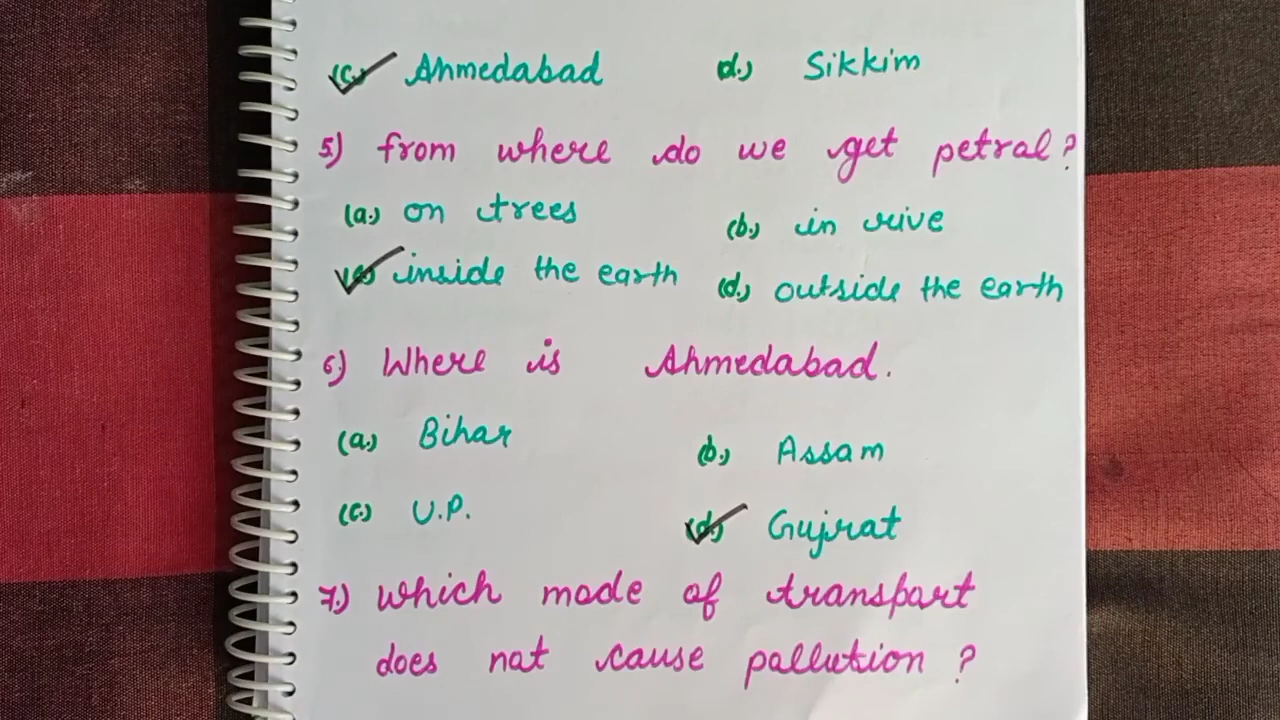 (c.) Ahmedabad (d.) Sikkim
5) from where do we get petral?
(a.) on trees (b.) in rive
(c) inside the earth (d.) outside the earth
6.) Where is Ahmedabad.
(a.) Bihar (b.) Assam
(c.) U.P. (d.) Gujrat
7.) which mode of transpart
does nat cause pallution ?